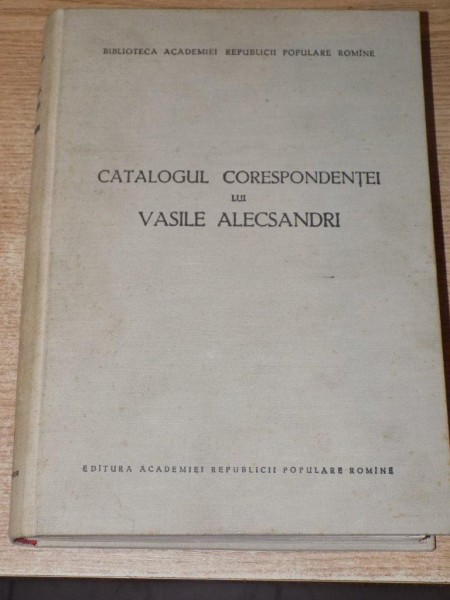 BIBLIOTECA ACADEMIEI REPUBLICII POPULARE ROMÎNE
CATALOGUL CORESPONDENȚEI
LUI
VASILE ALECSANDRI
EDITURA ACADEMIEI REPUBLICII POPULARE ROMÎNE